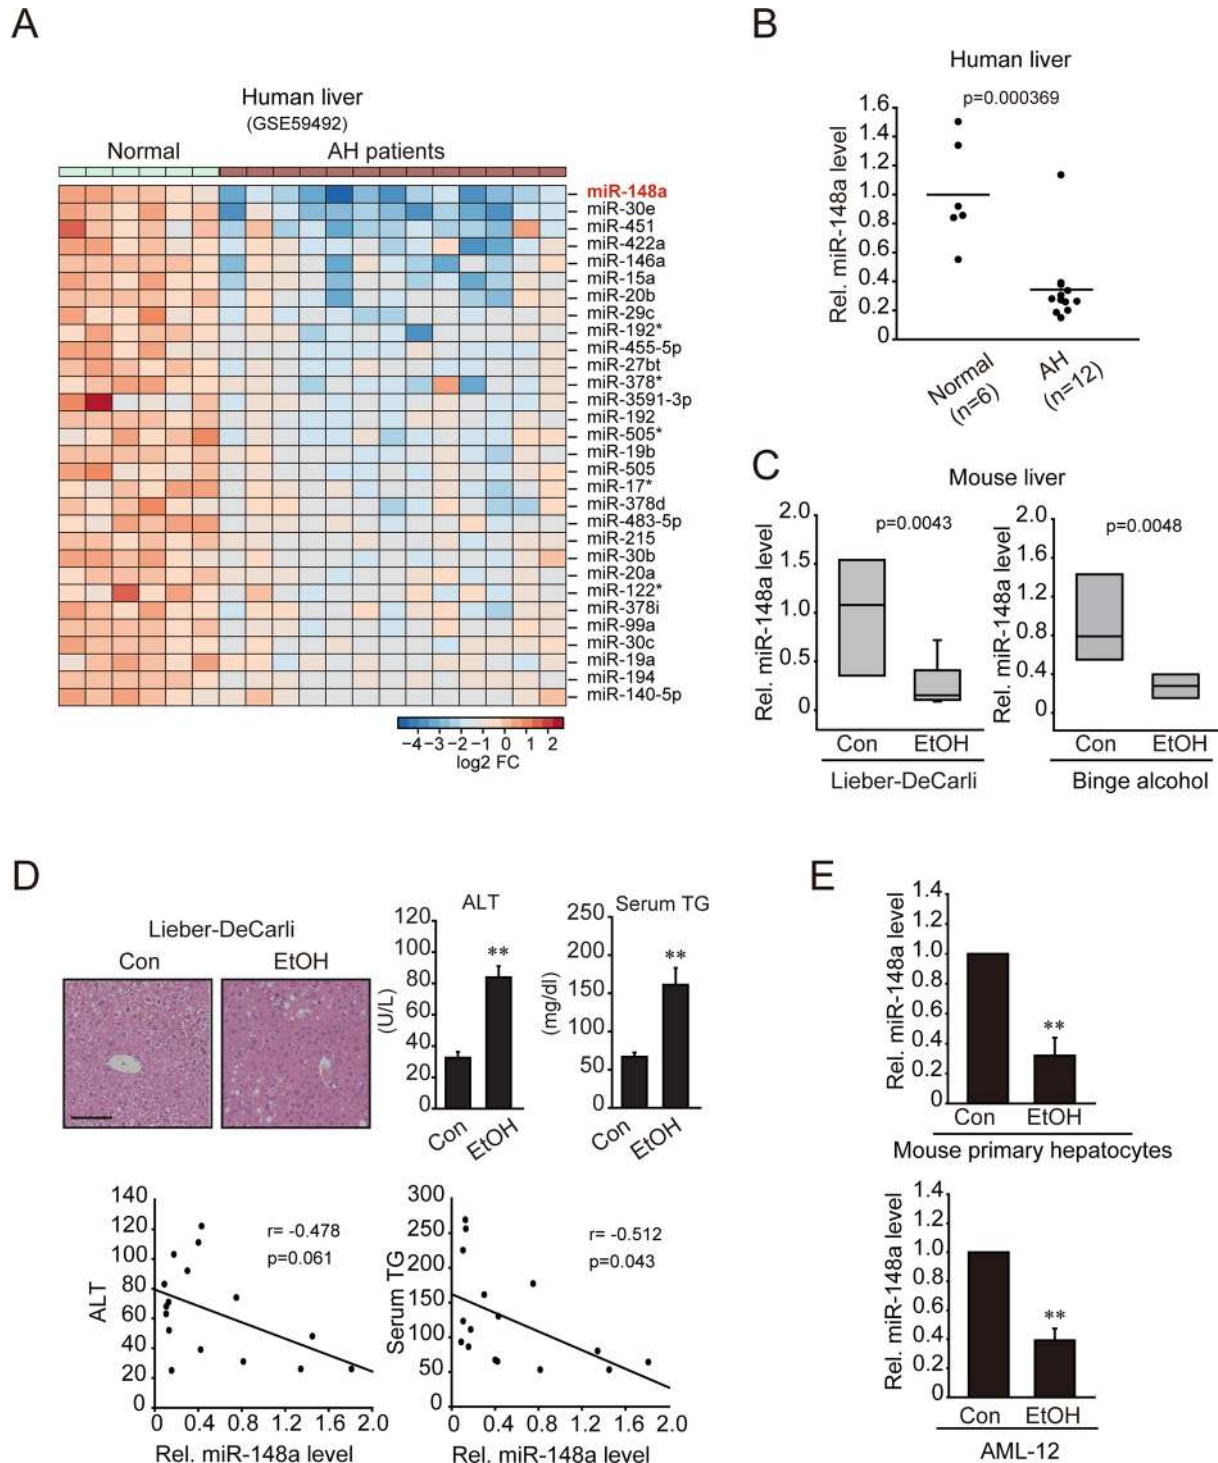 A
Human liver
(GSE59492)
Normal
AH patients
miR-148a
miR-30e
miR-451
miR-422a
miR-146a
miR-15a
miR-20b
miR-29c
miR-192*
miR-455-5p
miR-27bt
miR-378*
miR-3591-3p
miR-192
miR-505*
miR-19b
miR-505
miR-17*
miR-378d
miR-483-5p
miR-215
miR-30b
miR-20a
miR-122*
miR-378i
miR-99a
miR-30c
miR-19a
miR-194
miR-140-5p
−4 −3 −2 −1 0 1 2
log2 FC
B
Human liver
p=0.000369
Rel. miR-148a level
1.6
1.4
1.2
1.0
0.8
0.6
0.4
0.2
0
Normal
(n=6)
AH
(n=12)
C
Mouse liver
p=0.0043
Rel. miR-148a level
2.0
1.5
1.0
0.5
0
Con EtOH
Lieber-DeCarli
p=0.0048
Rel. miR-148a level
2.0
1.6
1.2
0.8
0.4
0
Con EtOH
Binge alcohol
D
Lieber-DeCarli
Con EtOH
ALT
(U/L)
120
100
80
60
40
20
0
**
Con
EtOH
Serum TG
(mg/dl)
250
200
150
100
50
0
**
Con
EtOH
ALT
140
120
100
80
60
40
20
0
r= -0.478
p=0.061
0 0.4 0.8 1.2 1.6 2.0
Rel. miR-148a level
Serum TG
300
250
200
150
100
50
0
r= -0.512
p=0.043
0 0.4 0.8 1.2 1.6 2.0
Rel. miR-148a level
E
Rel. miR-148a level
1.4
1.2
1.0
0.8
0.6
0.4
0.2
0
**
Con EtOH
Mouse primary hepatocytes
Rel. miR-148a level
1.4
1.2
1.0
0.8
0.6
0.4
0.2
0
**
Con EtOH
AML-12